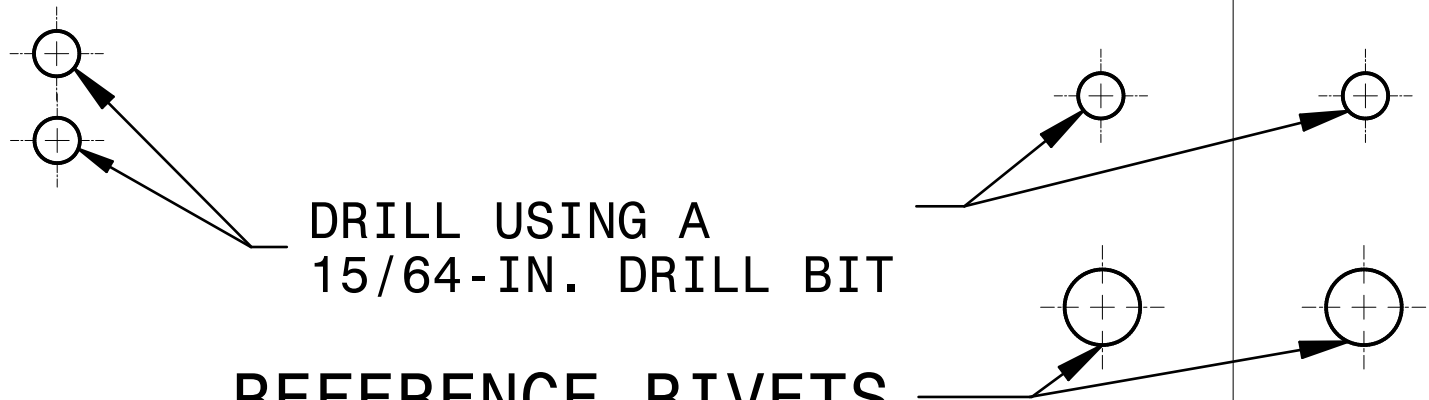 DRILL USING A
15/64-IN. DRILL BIT
REFERENCE RIVETS